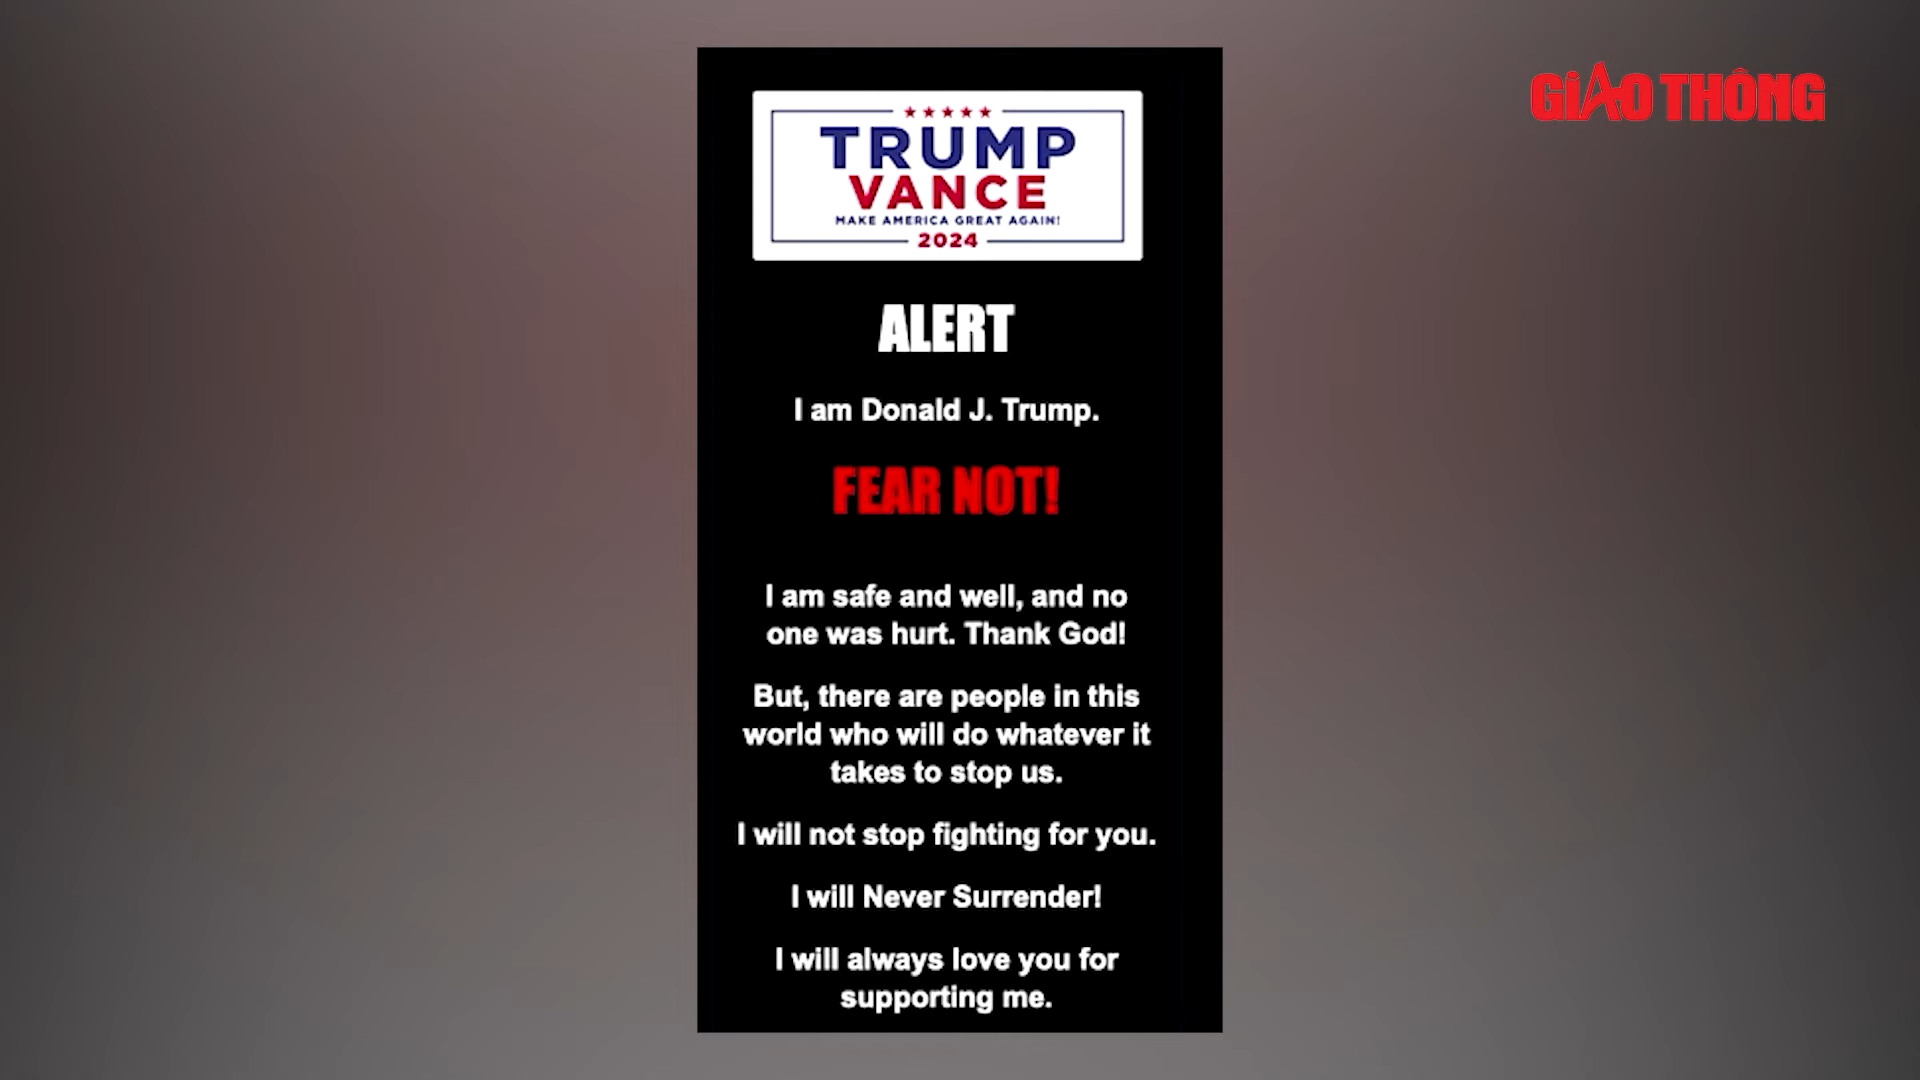 GIAO THÔNG
TRUMP
VANCE
MAKE AMERICA GREAT AGAIN!
2024
ALERT
I am Donald J. Trump.
FEAR NOT!
I am safe and well, and no
one was hurt. Thank God!
But, there are people in this
world who will do whatever it
takes to stop us.
I will not stop fighting for you.
I will Never Surrender!
I will always love you for
supporting me.